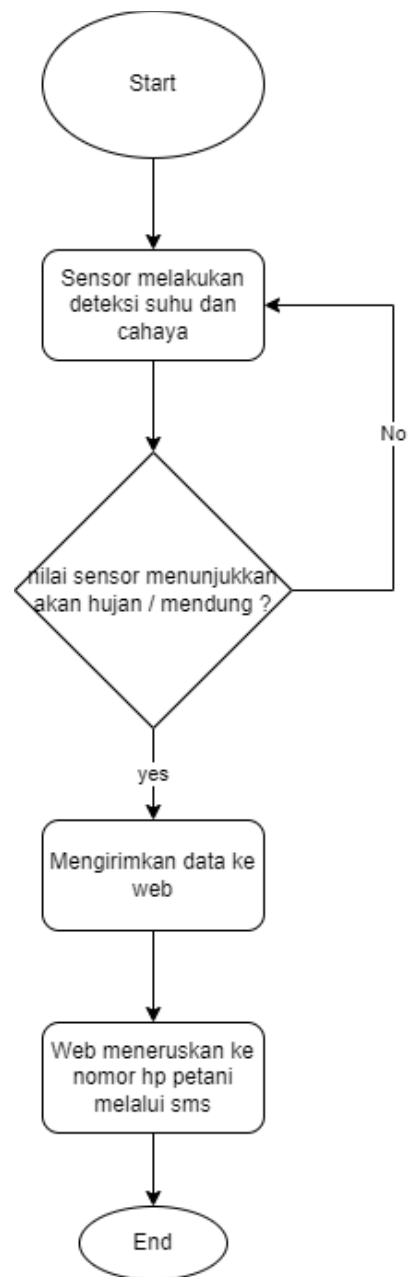 Start
Sensor melakukan
deteksi suhu dan
cahaya
No
nilai sensor menunjukkan
akan hujan / mendung ?
yes
Mengirimkan data ke
web
Web meneruskan ke
nomor hp petani
melalui sms
End